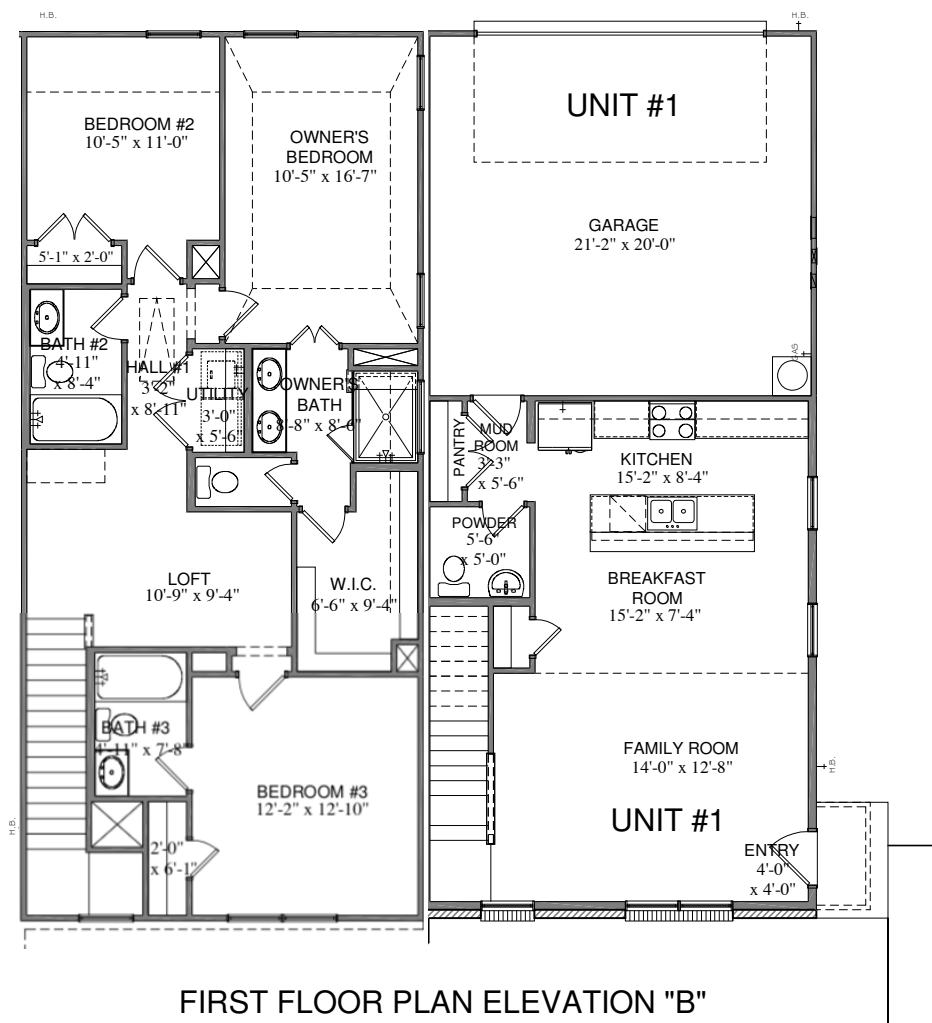 H.B.
H.B.
BEDROOM #2
10'-5" x 11'-0"
OWNER'S
BEDROOM
10'-5" x 16'-7"
UNIT #1
GARAGE
21'-2" x 20'-0"
5'-1" x 2'-0"
GAS
BATH #2
4'-11"
x 8'-4"
HALL #1
3'-2"
x 8'-11"
UTILITY
3'-0"
x 5'-6"
OWNER'S
BATH
8'-8" x 8'-6"
PANTRY
MUD
ROOM
3'-3"
x 5'-6"
KITCHEN
15'-2" x 8'-4"
POWDER
5'-6"
x 5'-0"
LOFT
10'-9" x 9'-4"
W.I.C.
6'-6" x 9'-4"
BREAKFAST
ROOM
15'-2" x 7'-4"
BATH #3
4'-11" x 7'-8"
FAMILY ROOM
14'-0" x 12'-8"
H.B.
BEDROOM #3
12'-2" x 12'-10"
UNIT #1
H.B.
2'-0"
x 6'-1"
ENTRY
4'-0"
x 4'-0"
FIRST FLOOR PLAN ELEVATION "B"